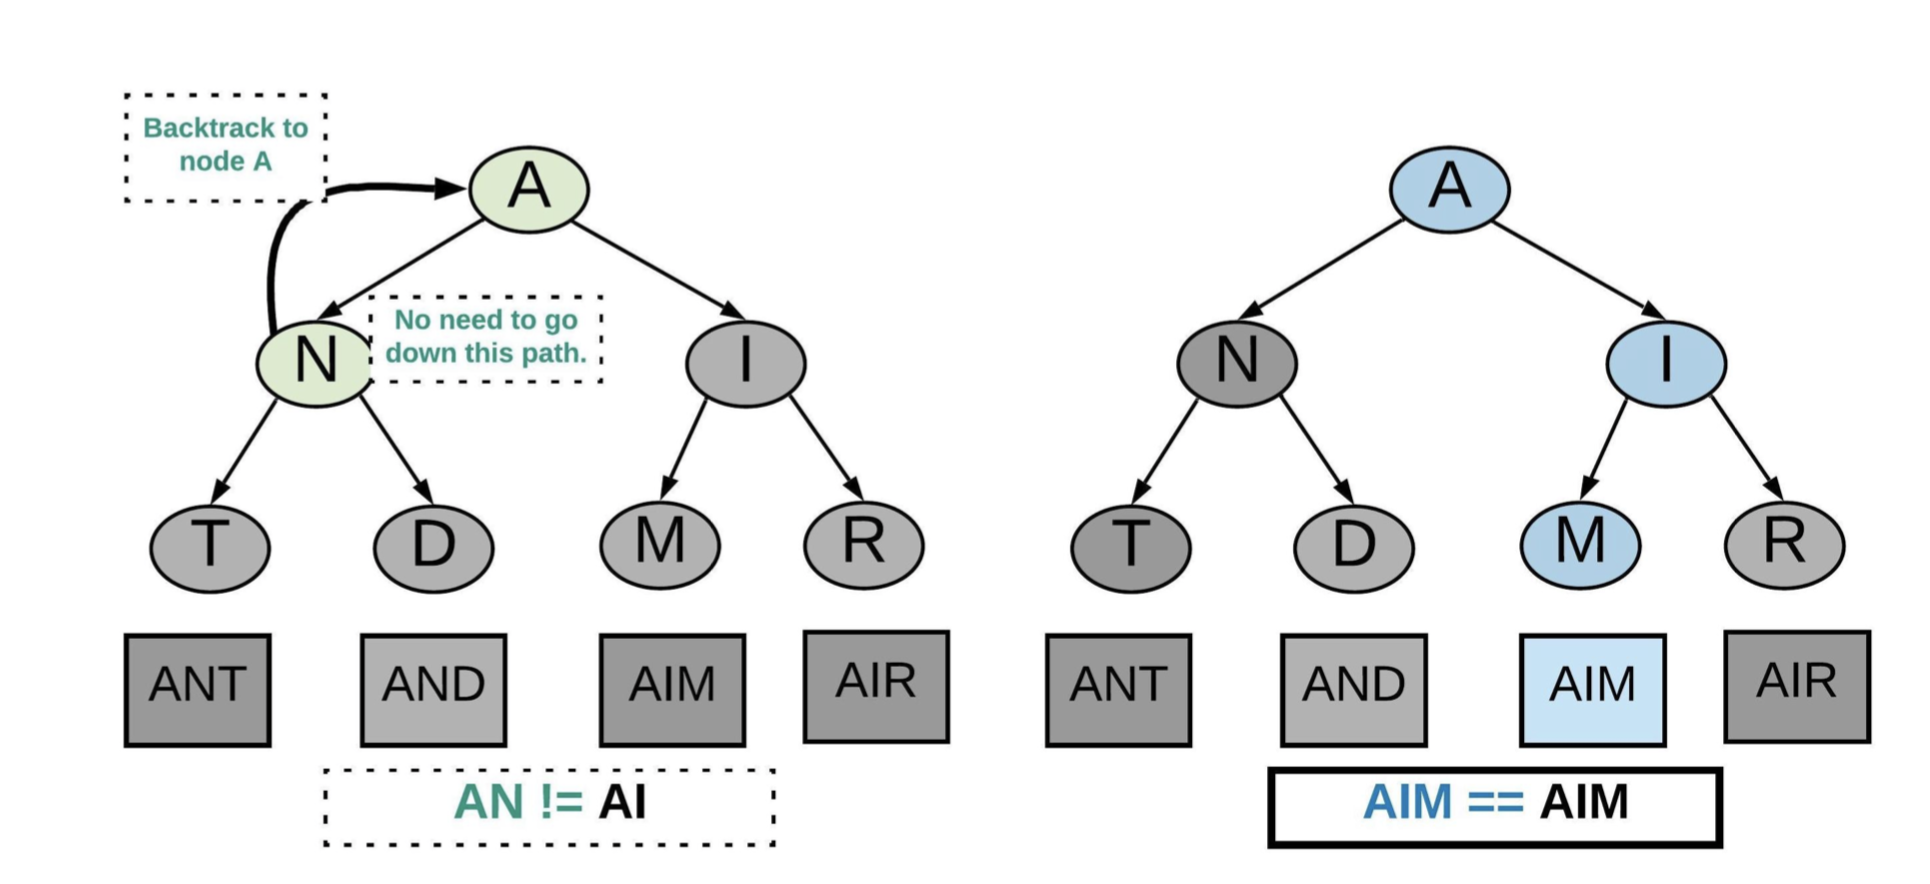 Backtrack to
node A
A
No need to go
down this path.
N
I
T
D
M
R
ANT
AND
AIM
AIR
AN != AI
A
N
I
T
D
M
R
ANT
AND
AIM
AIR
AIM == AIM